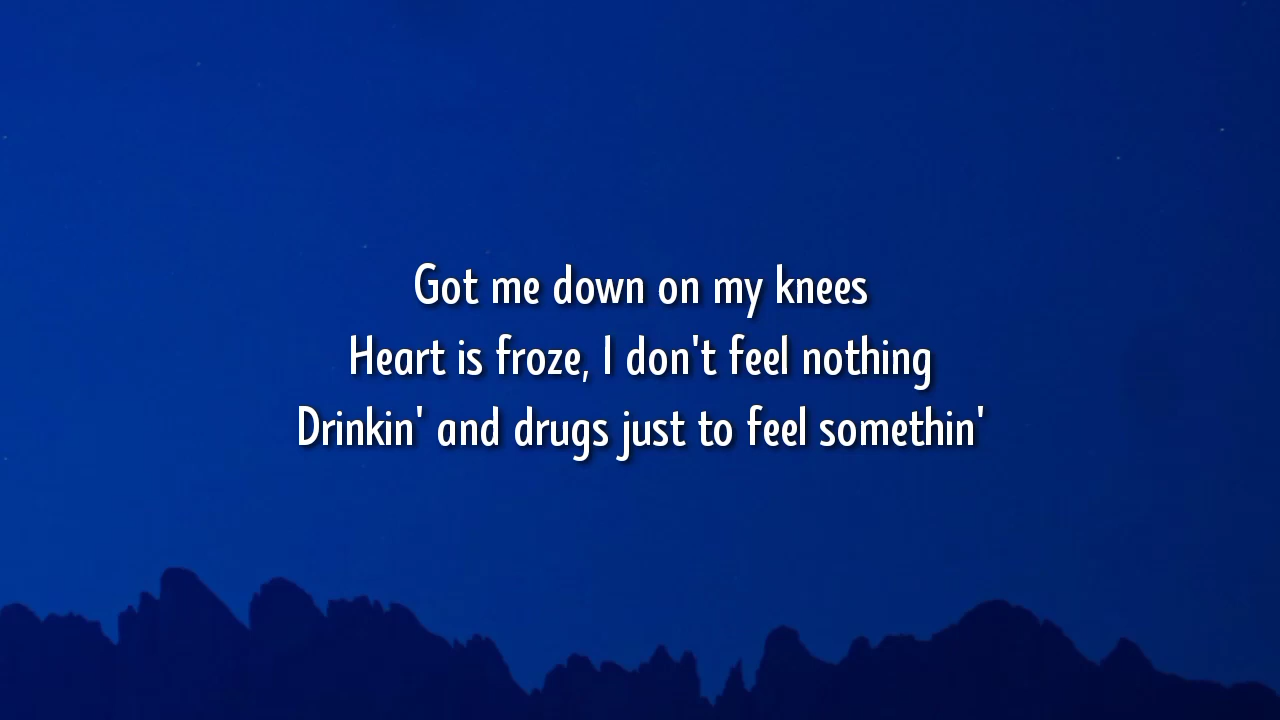 Got me down on my knees
Heart is froze, I don't feel nothing
Drinkin' and drugs just to feel somethin'